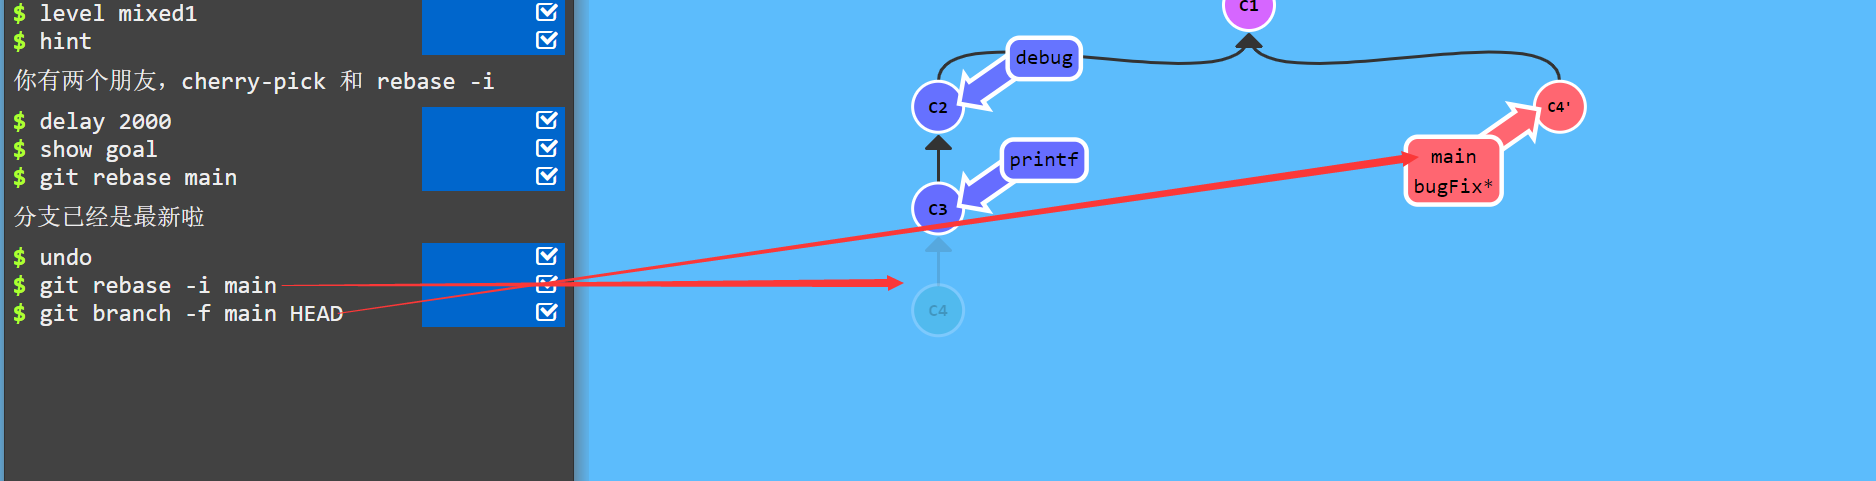 $ level mixed1
$ hint
你有两个朋友，cherry-pick 和 rebase -i
$ delay 2000
$ show goal
$ git rebase main
分支已经是最新啦
$ undo
$ git rebase -i main
$ git branch -f main HEAD
C1
debug
C2
C4'
main
bugFix*
printf
C3
C4